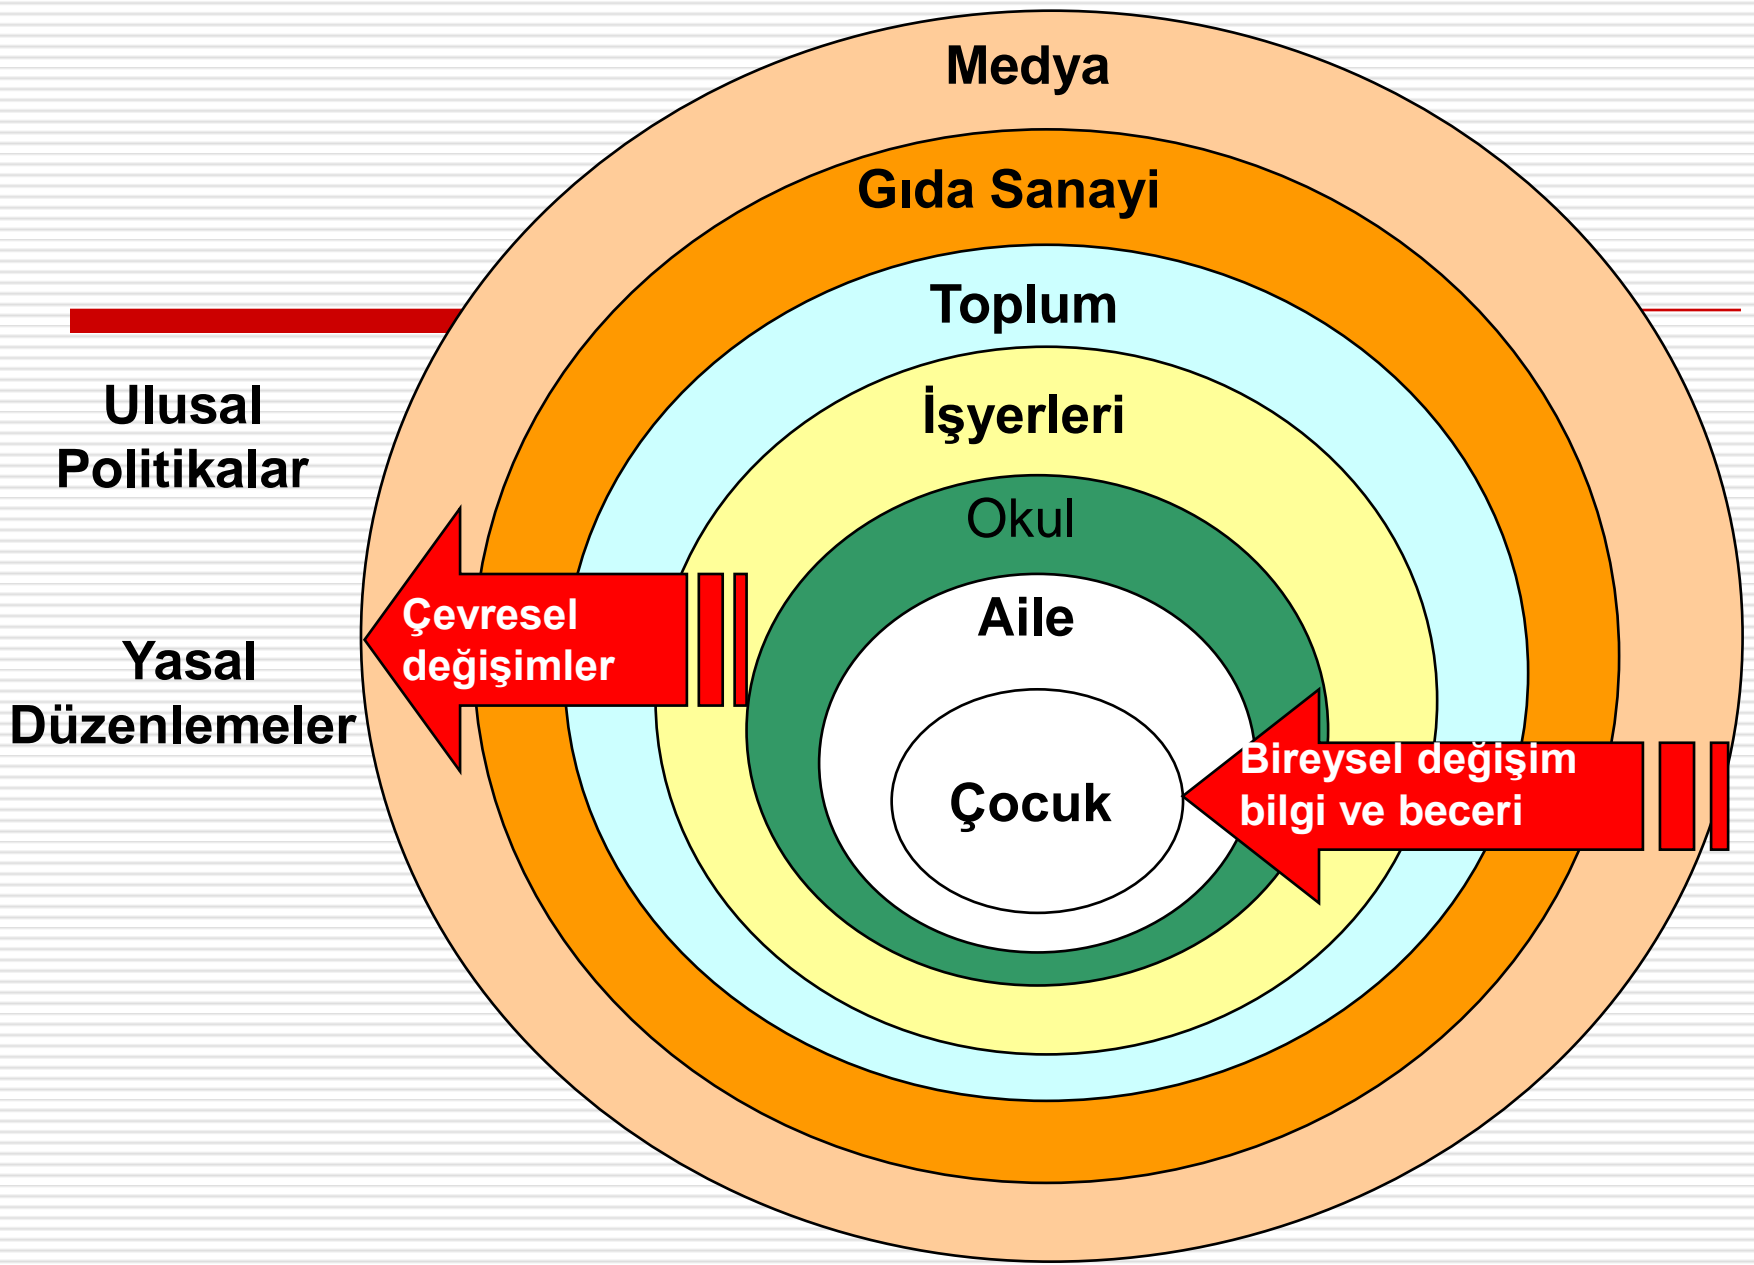 Medya
Gıda Sanayi
Toplum
İşyerleri
Okul
Aile
Çocuk
Ulusal
Politikalar
Yasal
Düzenlemeler
Çevresel
değişimler
Bireysel değişim
bilgi ve beceri